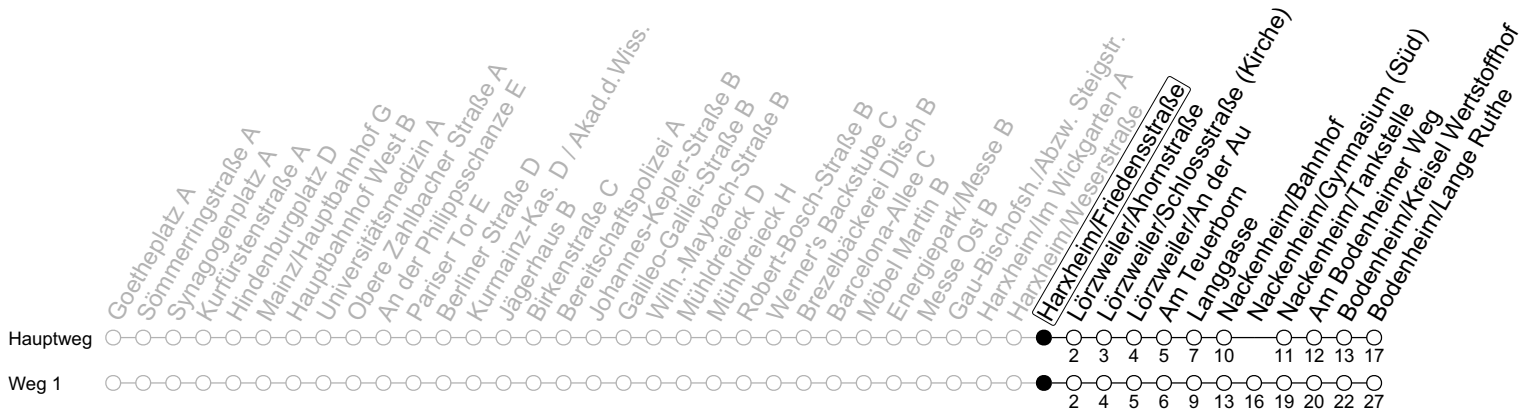 Goetheplatz A
Sömmerringstraße A
Synagogenplatz A
Kurfürstenstraße A
Hindenburgplatz D
Mainz/Hauptbahnhof G
Hauptbahnhof West B
Universitätsmedizin A
Obere Zahlbacher Straße A
An der Philippsschanze E
Pariser Tor E
Berliner Straße D
Kurmainz-Kas. D / Akad.d.Wiss.
Jägerhaus B
Birkenstraße C
Bereitschaftspolizei A
Johannes-Kepler-Straße B
Galileo-Galilei-Straße B
Wilh.-Maybach-Straße B
Mühldreieck D
Mühldreieck H
Robert-Bosch-Straße B
Werner's Backstube C
Brezelbäckerei Ditsch B
Barcelona-Allee C
Möbel Martin B
Energiepark/Messe B
Messe Ost B
Gau-Bischofsh./Abzw. Steigstr.
Harxheim/Im Wickgarten A
Harxheim/Weserstraße
Harxheim/Friedensstraße
Lörzweiler/Ahornstraße
Lörzweiler/Schlossstraße (Kirche)
Lörzweiler/An der Au
Am Teuerborn
Langgasse
Nackenheim/Bahnhof
Nackenheim/Gymnasium (Süd)
Nackenheim/Tankstelle
Am Bodenheimer Weg
Bodenheim/Kreisel Wertstoffhof
Bodenheim/Lange Ruthe
Hauptweg
2 3 4 5 7 10 11 12 13 17
Weg 1
2 4 5 6 9 13 16 19 20 22 27